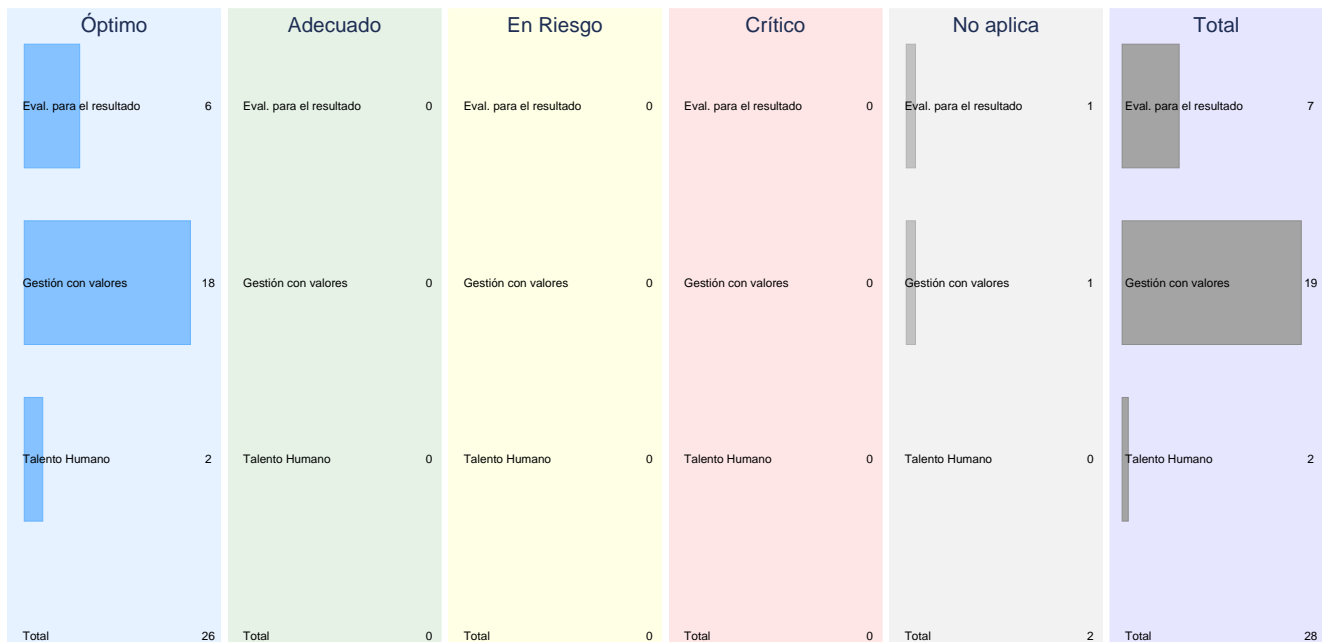 Óptimo Adecuado En Riesgo Crítico No aplica Total
Eval. para el resultado 6 Eval. para el resultado 0 Eval. para el resultado 0 Eval. para el resultado 0 Eval. para el resultado 1 Eval. para el resultado 7
Gestión con valores 18 Gestión con valores 0 Gestión con valores 0 Gestión con valores 0 Gestión con valores 1 Gestión con valores 19
Talento Humano 2 Talento Humano 0 Talento Humano 0 Talento Humano 0 Talento Humano 0 Talento Humano 2
Total 26 Total 0 Total 0 Total 0 Total 2 Total 28